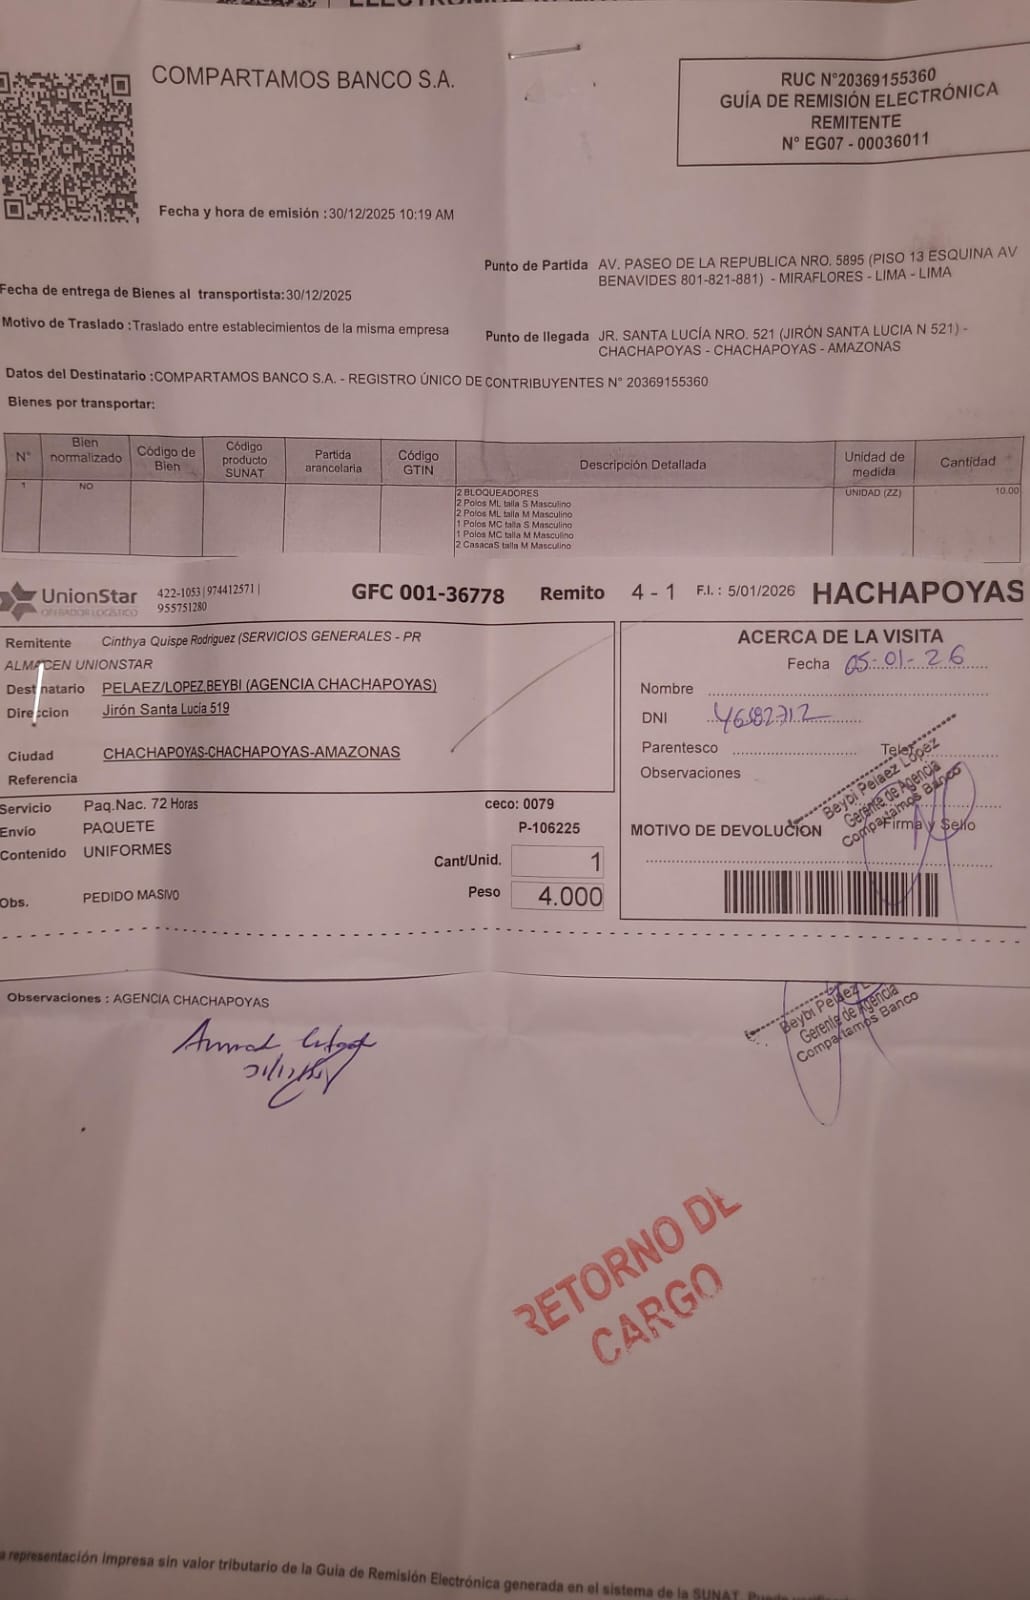 COMPARTAMOS BANCO S.A.
RUC N°20369155360
GUÍA DE REMISIÓN ELECTRÓNICA
REMITENTE
N° EG07 - 00036011
Fecha y hora de emisión : 30/12/2025 10:19 AM
Punto de Partida AV. PASEO DE LA REPUBLICA NRO. 5895 (PISO 13 ESQUINA AV
BENAVIDES 801-821-881) - MIRAFLORES - LIMA - LIMA
Fecha de entrega de Bienes al transportista:30/12/2025
Motivo de Traslado : Traslado entre establecimientos de la misma empresa
Punto de llegada JR. SANTA LUCÍA NRO. 521 (JIRÓN SANTA LUCIA N 521) -
CHACHAPOYAS - CHACHAPOYAS - AMAZONAS
Datos del Destinatario :COMPARTAMOS BANCO S.A. - REGISTRO ÚNICO DE CONTRIBUYENTES N° 20369155360
Bienes por transportar:
N° Bien normalizado Código de Bien Código producto SUNAT Partida arancelaria Código GTIN Descripción Detallada Unidad de medida Cantidad
1 NO 2 BLOQUEADORES UNIDAD (ZZ) 10.00
2 Polos ML talla S Masculino
2 Polos ML talla M Masculino
1 Polos MC talla S Masculino
1 Polos MC talla M Masculino
2 CasacaS talla M Masculino
UnionStar
OPERADOR LOGÍSTICO
422-1053 | 974412571 |
955751280
GFC 001-36778 Remito 4 - 1 F.I. : 5/01/2026 HACHAPOYAS
Remitente Cinthya Quispe Rodriguez (SERVICIOS GENERALES - PR
ALMACEN UNIONSTAR
Destinatario PELAEZ/LOPEZ,BEYBI (AGENCIA CHACHAPOYAS)
Direccion Jirón Santa Lucía 519
Ciudad CHACHAPOYAS-CHACHAPOYAS-AMAZONAS
Referencia
ACERCA DE LA VISITA
Fecha 05-01-26
Nombre
DNI
Parentesco
Observaciones
Beybi Pelaez Lopez
Gerente de Agencia
Compartamos Banco
MOTIVO DE DEVOLUCION Firma y Sello
Servicio Paq.Nac. 72 Horas ceco: 0079
Envío PAQUETE P-106225
Contenido UNIFORMES
Cant/Unid. 1
Obs. PEDIDO MASIVO
Peso 4.000
Observaciones : AGENCIA CHACHAPOYAS
Beybi Pelaez L
Gerente de Agencia
Compartamos Banco
RETORNO DE
CARGO
representación impresa sin valor tributario de la Guía de Remisión Electrónica generada en el sistema de la SUNAT.